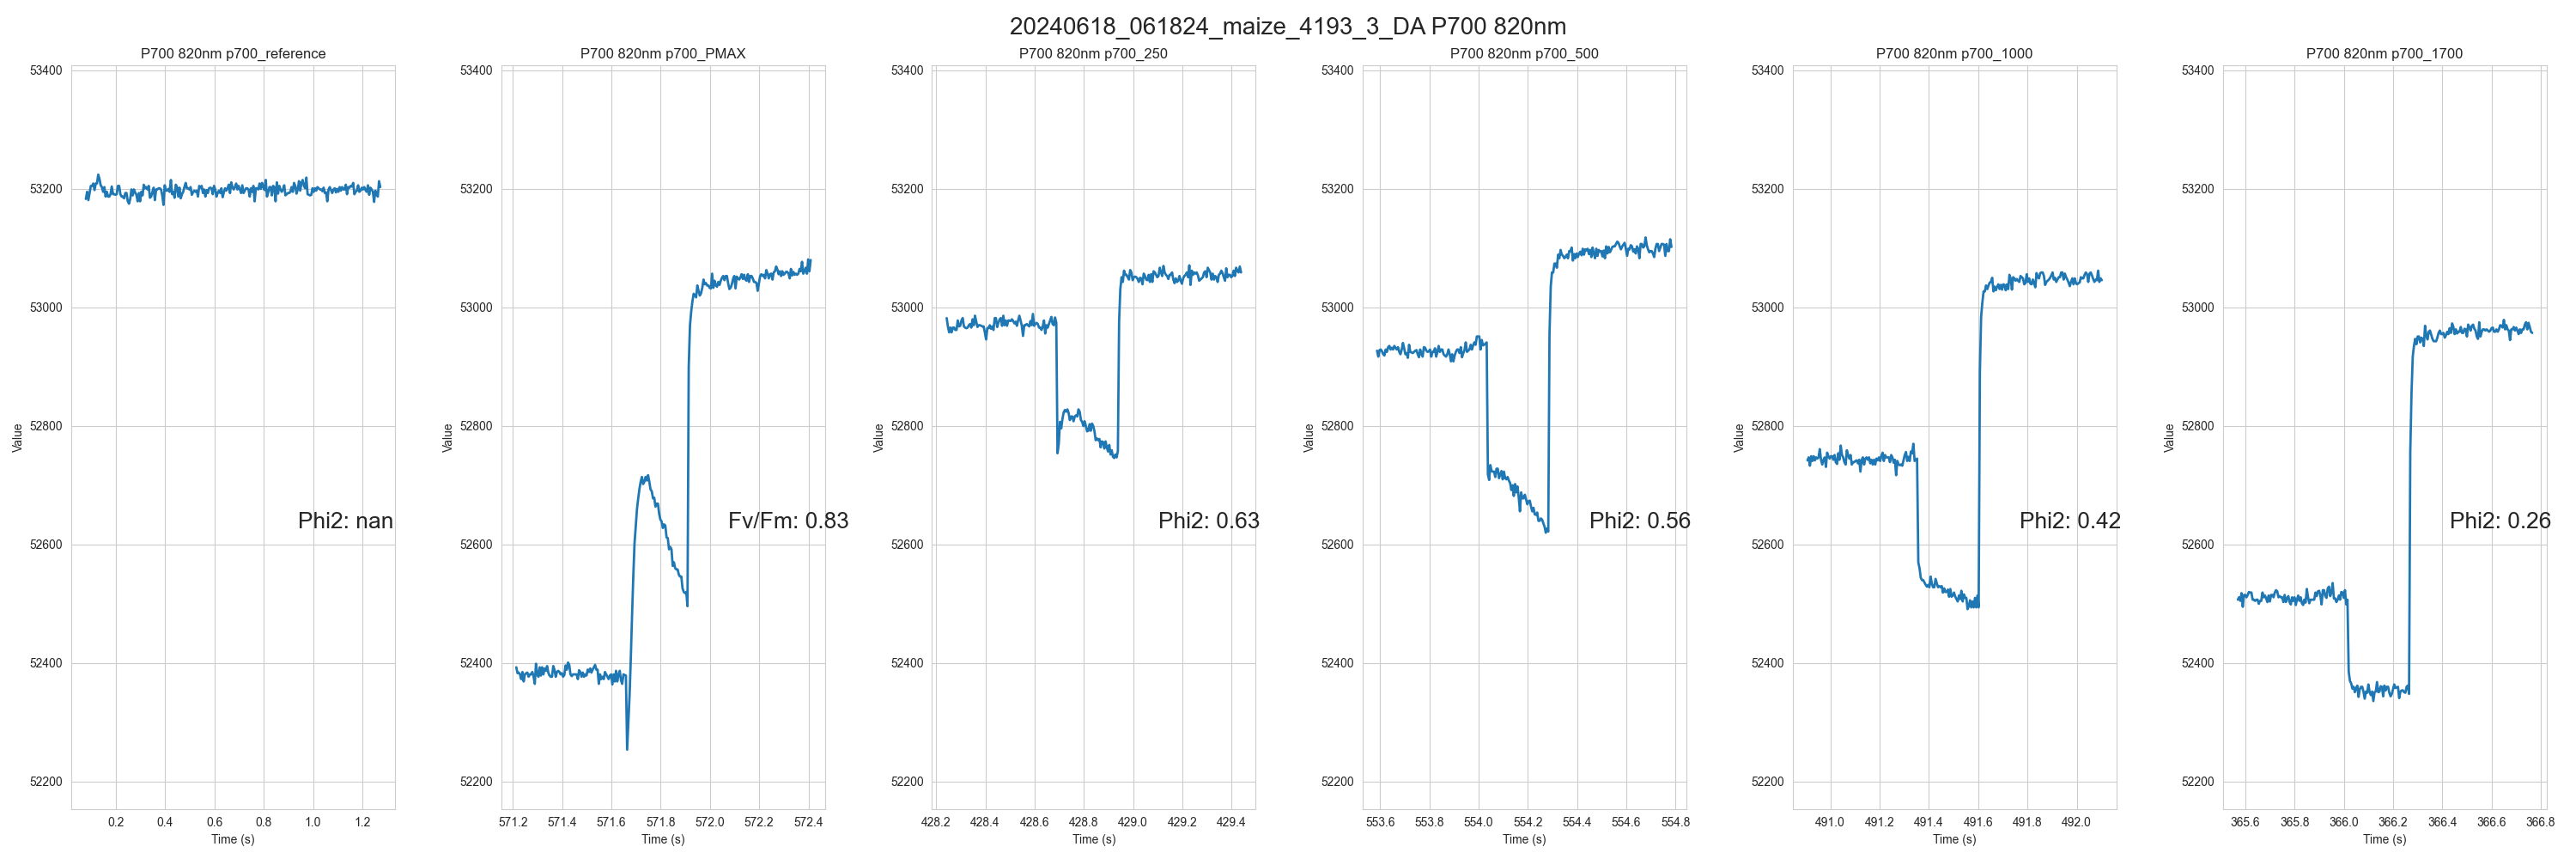 20240618_061824_maize_4193_3_DA P700 820nm
P700 820nm p700_reference
53400
53200
53000
52800
52600
52400
52200
Value
Phi2: nan
0.2 0.4 0.6 0.8 1.0 1.2
Time (s)
P700 820nm p700_PMAX
53400
53200
53000
52800
52600
52400
52200
Value
Fv/Fm: 0.83
571.2 571.4 571.6 571.8 572.0 572.2 572.4
Time (s)
P700 820nm p700_250
53400
53200
53000
52800
52600
52400
52200
Value
Phi2: 0.63
428.2 428.4 428.6 428.8 429.0 429.2 429.4
Time (s)
P700 820nm p700_500
53400
53200
53000
52800
52600
52400
52200
Value
Phi2: 0.56
553.6 553.8 554.0 554.2 554.4 554.6 554.8
Time (s)
P700 820nm p700_1000
53400
53200
53000
52800
52600
52400
52200
Value
Phi2: 0.42
491.0 491.2 491.4 491.6 491.8 492.0
Time (s)
P700 820nm p700_1700
53400
53200
53000
52800
52600
52400
52200
Value
Phi2: 0.26
365.6 365.8 366.0 366.2 366.4 366.6 366.8
Time (s)